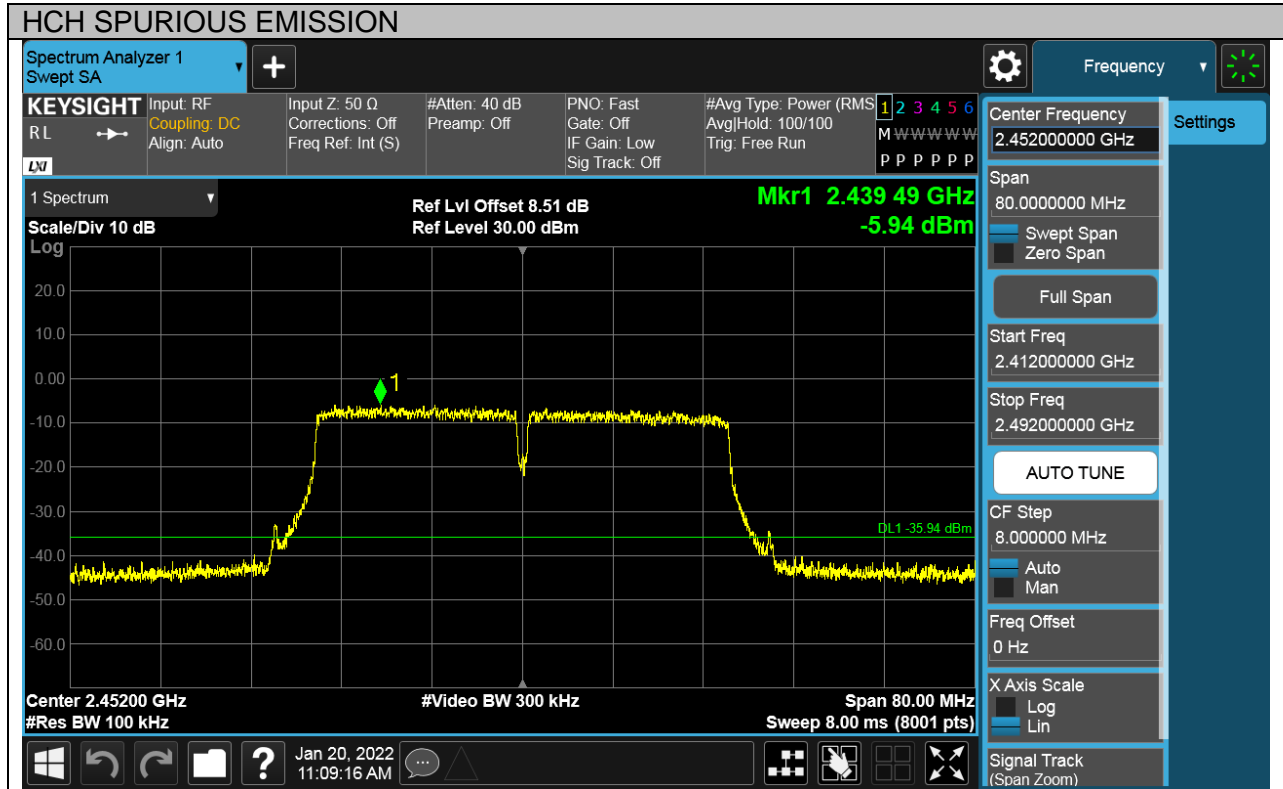 HCH SPURIOUS EMISSION
Spectrum Analyzer 1
Swept SA
Frequency
KEYSIGHT
RL
LXI
Input: RF
Coupling: DC
Align: Auto
Input Z: 50 Ω
Corrections: Off
Freq Ref: Int (S)
#Atten: 40 dB
Preamp: Off
PNO: Fast
Gate: Off
IF Gain: Low
Sig Track: Off
#Avg Type: Power (RMS
Avg|Hold: 100/100
Trig: Free Run
1 2 3 4 5 6
M W W W W W
P P P P P P
1 Spectrum
Scale/Div 10 dB
Ref Lvl Offset 8.51 dB
Ref Level 30.00 dBm
Mkr1 2.439 49 GHz
-5.94 dBm
Log
20.0
10.0
0.00
-10.0
-20.0
-30.0
-40.0
-50.0
-60.0
1
DL1 -35.94 dBm
Center 2.45200 GHz
#Res BW 100 kHz
#Video BW 300 kHz
Span 80.00 MHz
Sweep 8.00 ms (8001 pts)
Center Frequency
2.452000000 GHz
Settings
Span
80.0000000 MHz
Swept Span
Zero Span
Full Span
Start Freq
2.412000000 GHz
Stop Freq
2.492000000 GHz
AUTO TUNE
CF Step
8.000000 MHz
Auto
Man
Freq Offset
0 Hz
X Axis Scale
Log
Lin
Signal Track
(Span Zoom)
?
Jan 20, 2022
11:09:16 AM